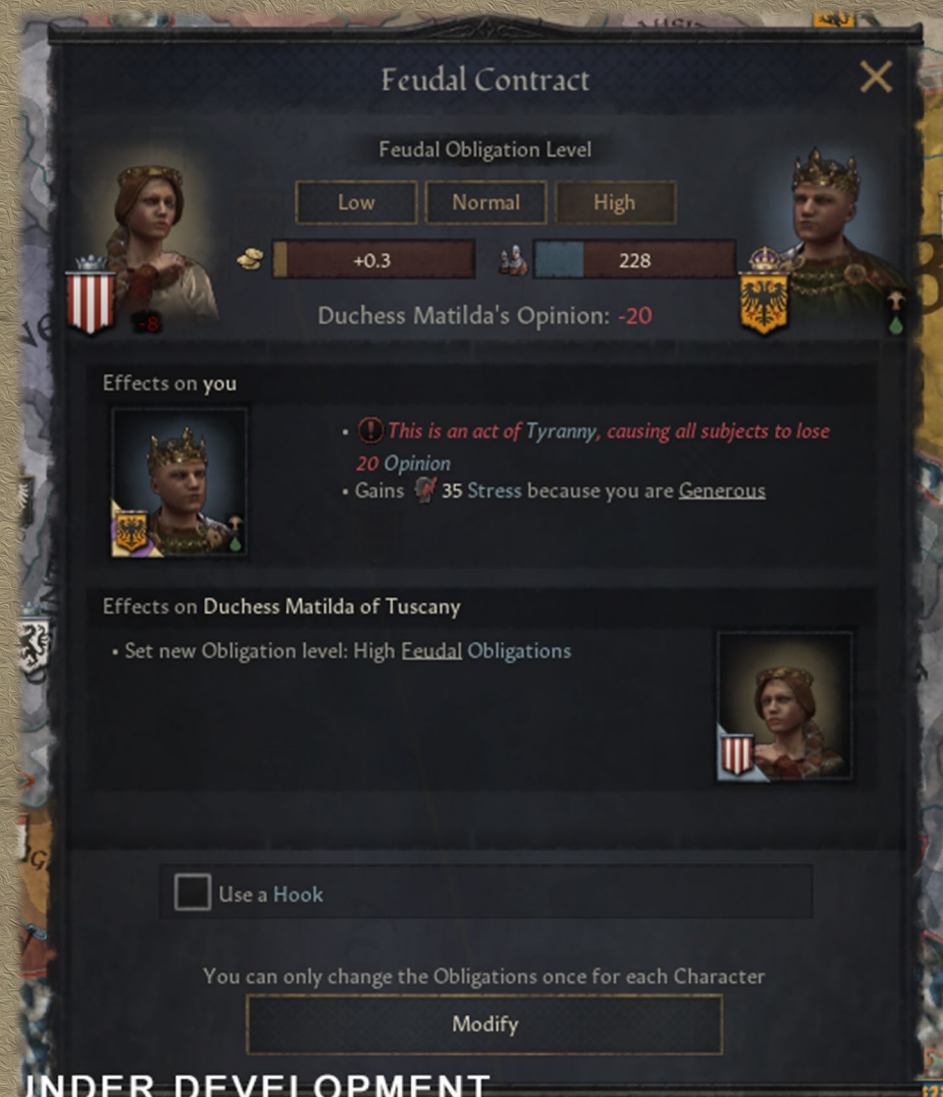 Feudal Contract
Feudal Obligation Level
Low Normal High
+0.3 228
-8
Duchess Matilda's Opinion: -20
Effects on you
• This is an act of Tyranny, causing all subjects to lose
20 Opinion
• Gains 35 Stress because you are Generous
Effects on Duchess Matilda of Tuscany
• Set new Obligation level: High Feudal Obligations
Use a Hook
You can only change the Obligations once for each Character
Modify
UNDER DEVELOPMENT